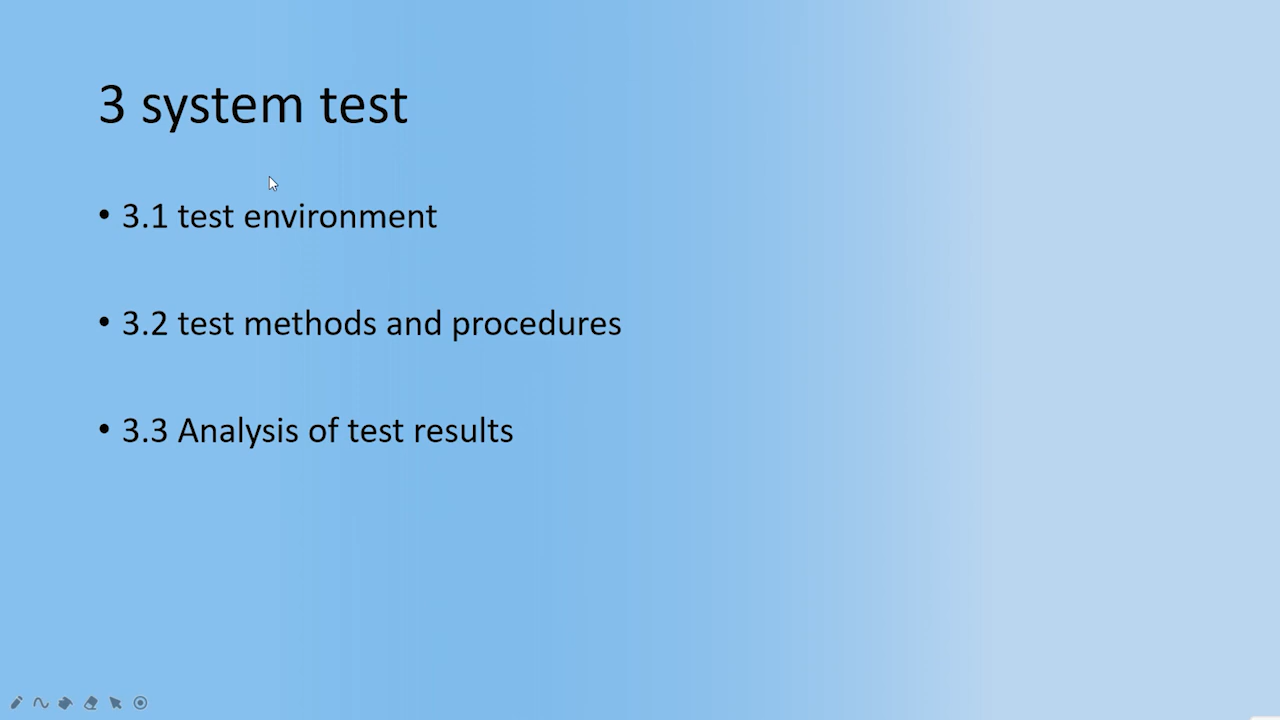 3 system test
• 3.1 test environment
• 3.2 test methods and procedures
• 3.3 Analysis of test results